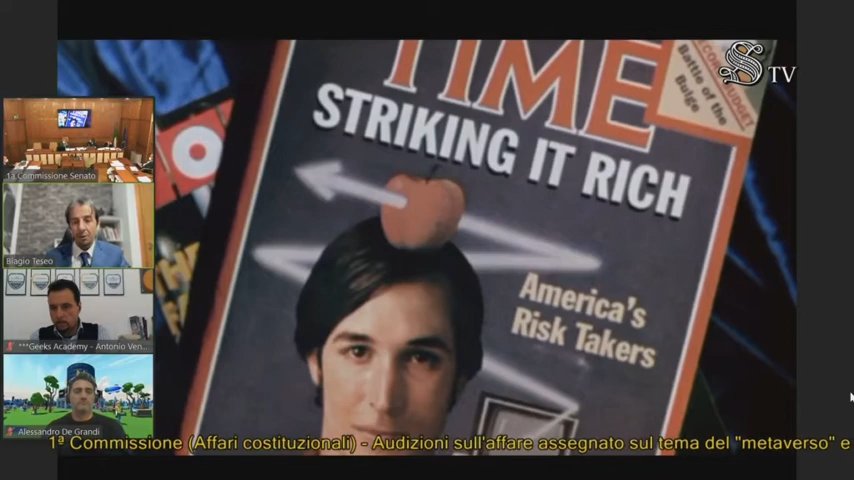 TIME
STRIKING IT RICH
America's
Risk Takers
Battle of the
Bulge
TV
1ª Commissione Senato
Biagio Teseo
***Geeks Academy - Antonio Ven...
Alessandro De Grandi
1ª Commissione (Affari costituzionali) - Audizioni sull'affare assegnato sul tema del "metaverso" e